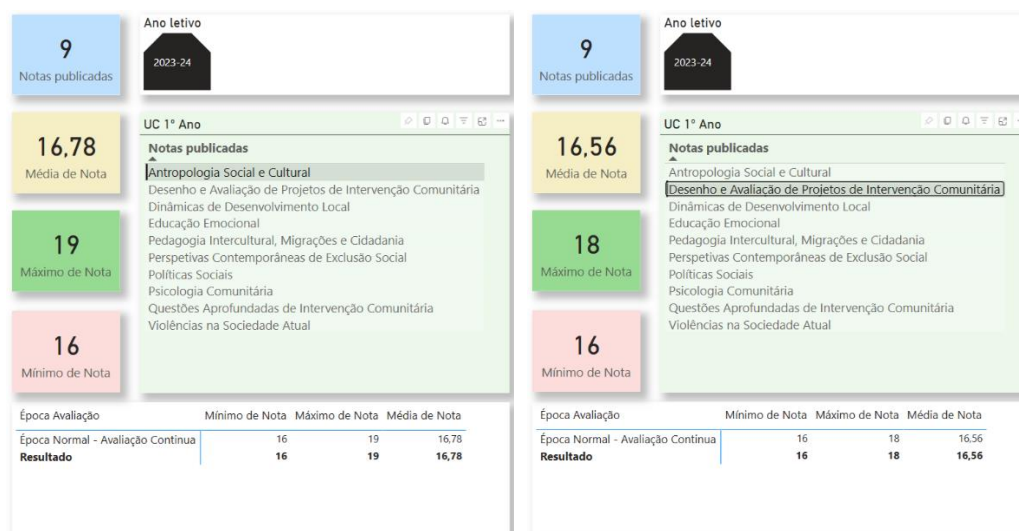 9
Notas publicadas
Ano letivo
2023-24
16,78
Média de Nota
19
Máximo de Nota
16
Mínimo de Nota
UC 1º Ano
Notas publicadas
Antropologia Social e Cultural
Desenho e Avaliação de Projetos de Intervenção Comunitária
Dinâmicas de Desenvolvimento Local
Educação Emocional
Pedagogia Intercultural, Migrações e Cidadania
Perspetivas Contemporâneas de Exclusão Social
Políticas Sociais
Psicologia Comunitária
Questões Aprofundadas de Intervenção Comunitária
Violências na Sociedade Atual
Época Avaliação Mínimo de Nota Máximo de Nota Média de Nota
Época Normal - Avaliação Contínua 16 19 16,78
Resultado 16 19 16,78
9
Notas publicadas
Ano letivo
2023-24
16,56
Média de Nota
18
Máximo de Nota
16
Mínimo de Nota
UC 1º Ano
Notas publicadas
Antropologia Social e Cultural
Desenho e Avaliação de Projetos de Intervenção Comunitária
Dinâmicas de Desenvolvimento Local
Educação Emocional
Pedagogia Intercultural, Migrações e Cidadania
Perspetivas Contemporâneas de Exclusão Social
Políticas Sociais
Psicologia Comunitária
Questões Aprofundadas de Intervenção Comunitária
Violências na Sociedade Atual
Época Avaliação Mínimo de Nota Máximo de Nota Média de Nota
Época Normal - Avaliação Contínua 16 18 16,56
Resultado 16 18 16,56